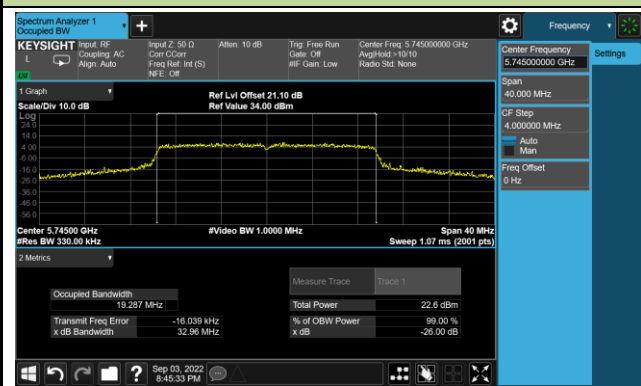 Spectrum Analyzer 1
Occupied BW
Frequency
KEYSIGHT
Input: RF
Coupling: AC
Align: Auto
Input Z: 50 Ω
Corr CCorr
Freq Ref: Int (S)
NFE: Off
Atten: 10 dB
Trig: Free Run
Gate: Off
#IF Gain: Low
Center Freq: 5.745000000 GHz
Avg|Hold:>10/10
Radio Std: None
L
LXI
Center Frequency
5.745000000 GHz
Settings
Span
40.000 MHz
CF Step
4.000000 MHz
Auto
Man
Freq Offset
0 Hz
1 Graph
Scale/Div 10.0 dB
Ref Lvl Offset 21.10 dB
Ref Value 34.00 dBm
Log
24.0
14.0
4.00
-6.00
-16.0
-26.0
-36.0
-46.0
-56.0
Center 5.74500 GHz
#Res BW 330.00 kHz
#Video BW 1.0000 MHz
Span 40 MHz
Sweep 1.07 ms (2001 pts)
2 Metrics
Measure Trace
Trace 1
Occupied Bandwidth
19.287 MHz
Total Power
22.6 dBm
Transmit Freq Error
-16.039 kHz
% of OBW Power
99.00 %
x dB Bandwidth
32.96 MHz
x dB
-26.00 dB
?
Sep 03, 2022
8:45:33 PM